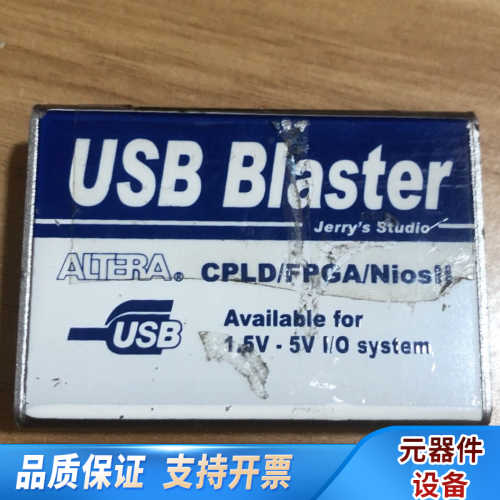 USB Blaster
Jerry's Studio
ALTERA® CPLD/FPGA/Nios
USB
Available for
1.5V - 5V I/O system
品质保证 支持开票
元器件
设备